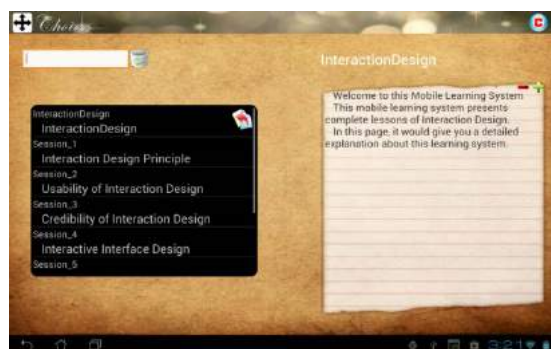 Choices
InteractionDesign
InteractionDesign
InteractionDesign
Session_1
Interaction Design Principle
Session_2
Usability of Interaction Design
Session_3
Credibility of Interaction Design
Session_4
Interactive Interface Design
Session_5
Welcome to this Mobile Learning System
This mobile learning system presents
complete lessons of Interaction Design.
In this page, it would give you a detailed
explanation about this learning system.
3:21